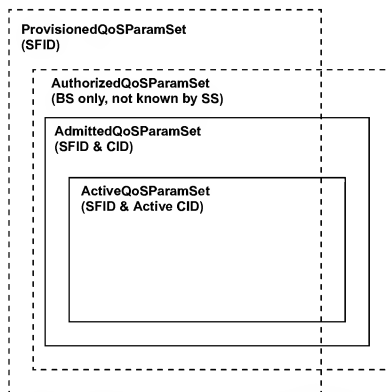 ProvisionedQoSParamSet
(SFID)
AuthorizedQoSParamSet
(BS only, not known by SS)
AdmittedQoSParamSet
(SFID & CID)
ActiveQoSParamSet
(SFID & Active CID)